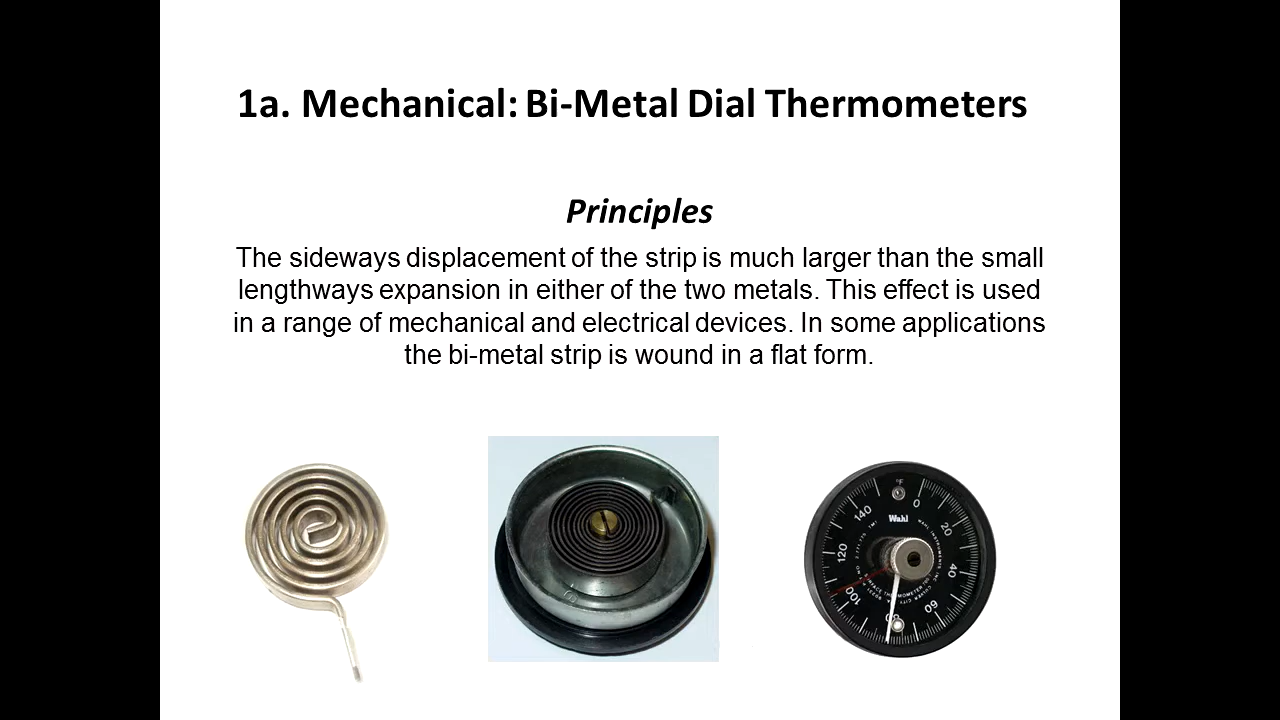 1a. Mechanical: Bi-Metal Dial Thermometers
Principles
The sideways displacement of the strip is much larger than the small
lengthways expansion in either of the two metals. This effect is used
in a range of mechanical and electrical devices. In some applications
the bi-metal strip is wound in a flat form.
°F
0
20
40
60
100
120
140
Wahl